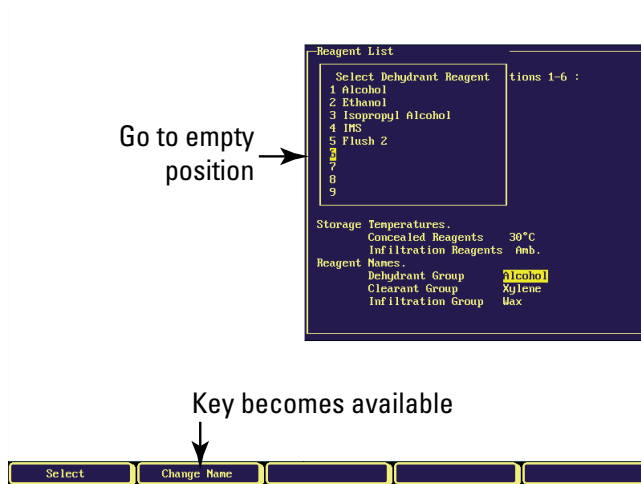 Reagent List
Select Dehydrant Reagent tions 1-6 :
1 Alcohol
2 Ethanol
3 Isopropyl Alcohol
4 IMS
5 Flush 2
Go to empty
position
6
7
8
9
Storage Temperatures.
Concealed Reagents 30°C
Infiltration Reagents Amb.
Reagent Names.
Dehydrant Group Alcohol
Clearant Group Xylene
Infiltration Group Wax
Key becomes available
Select Change Name